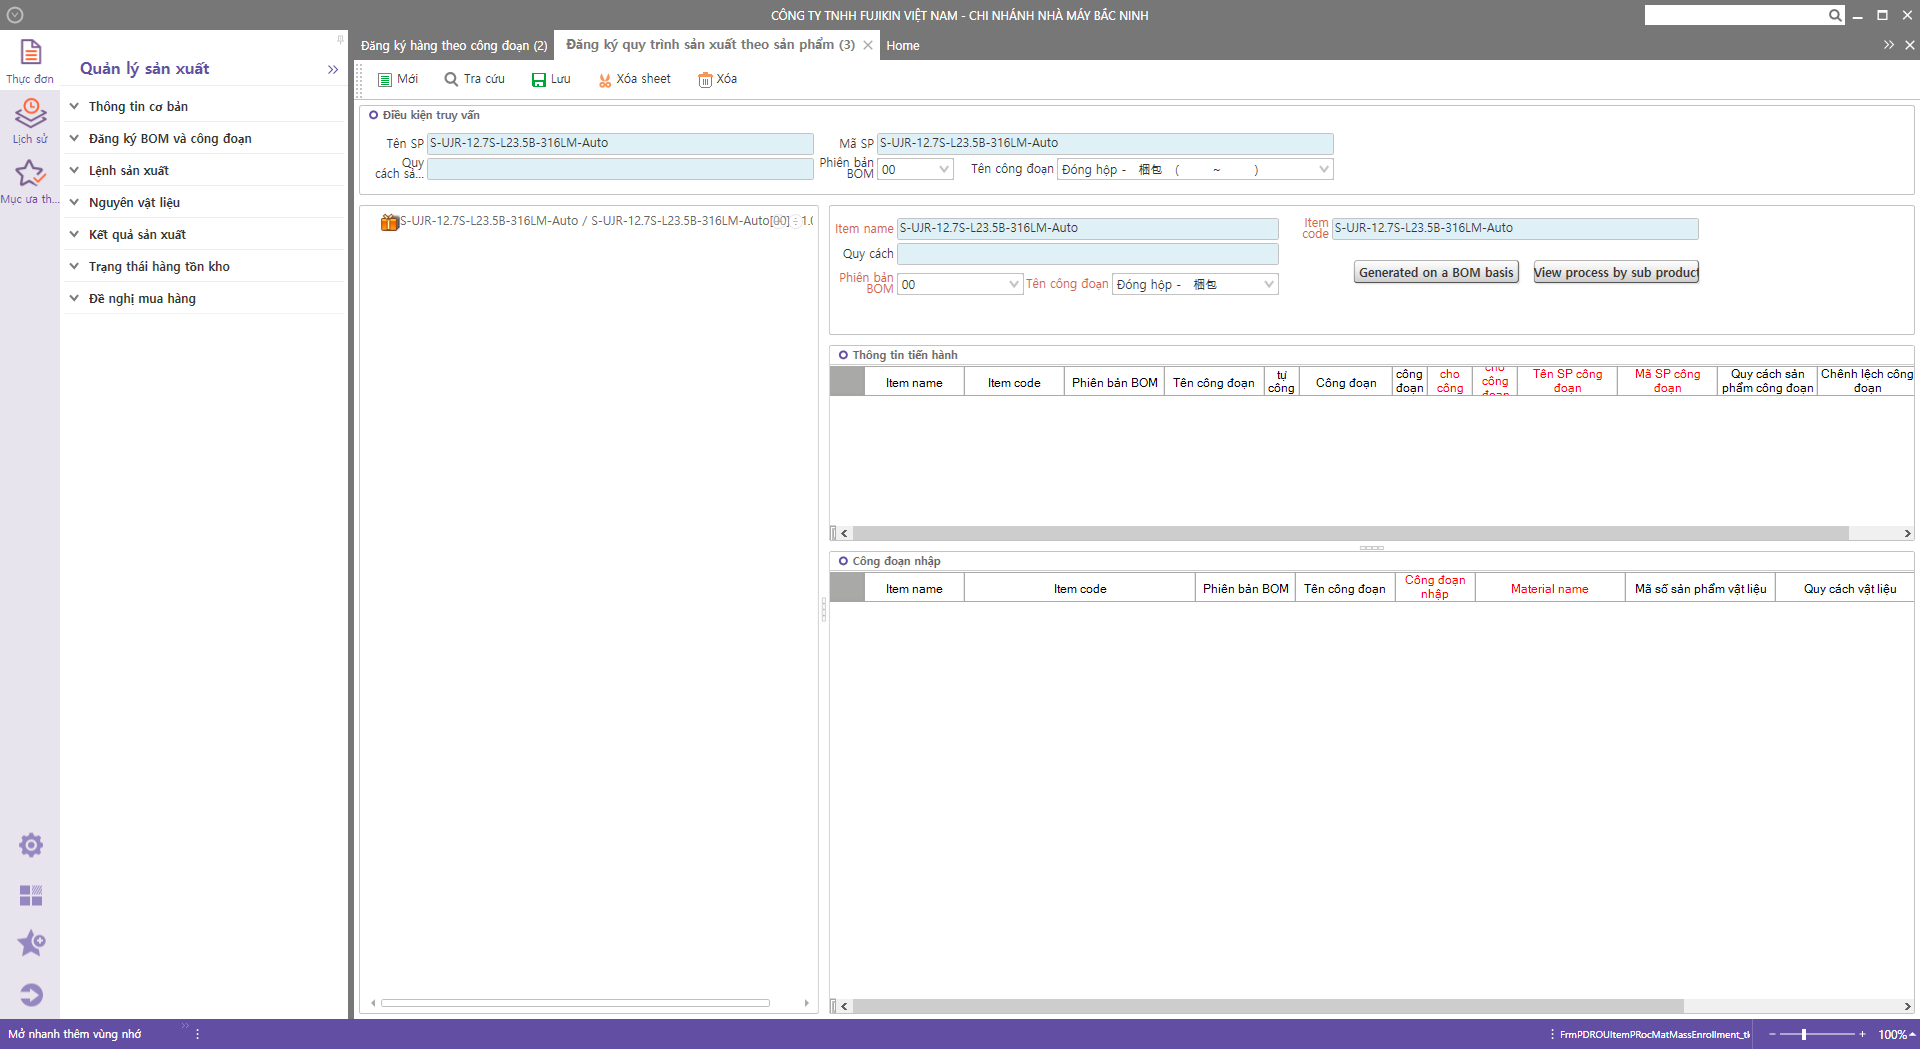 CÔNG TY TNHH FUJIKIN VIỆT NAM - CHI NHÁNH NHÀ MÁY BẮC NINH
Thực đơn
Lịch sử
Mục ưa th...
Quản lý sản xuất
Thông tin cơ bản
Đăng ký BOM và công đoạn
Lệnh sản xuất
Nguyên vật liệu
Kết quả sản xuất
Trạng thái hàng tồn kho
Đề nghị mua hàng
Đăng ký hàng theo công đoạn (2)
Đăng ký quy trình sản xuất theo sản phẩm (3)
Home
Mới
Tra cứu
Lưu
Xóa sheet
Xóa
Điều kiện truy vấn
Tên SP
S-UJR-12.7S-L23.5B-316LM-Auto
Mã SP
S-UJR-12.7S-L23.5B-316LM-Auto
Quy
cách sả...
Phiên bản
BOM
00
Tên công đoạn
Đóng hộp - 梱包 ( ~ )
S-UJR-12.7S-L23.5B-316LM-Auto / S-UJR-12.7S-L23.5B-316LM-Auto[00]
Item name
S-UJR-12.7S-L23.5B-316LM-Auto
Item
code
S-UJR-12.7S-L23.5B-316LM-Auto
Quy cách
Phiên bản
BOM
00
Tên công đoạn
Đóng hộp - 梱包
Generated on a BOM basis
View process by sub product
Thông tin tiến hành
Item name
Item code
Phiên bản BOM
Tên công đoạn
tự
công
Công đoạn
công
đoạn
cho
công
cho
công
đoạn
Tên SP công
đoạn
Mã SP công
đoạn
Quy cách sản
phẩm công đoạn
Chênh lệch công
đoạn
Công đoạn nhập
Item name
Item code
Phiên bản BOM
Tên công đoạn
Công đoạn
nhập
Material name
Mã số sản phẩm vật liệu
Quy cách vật liệu
Mở nhanh thêm vùng nhớ
FrmPDROUItemPRocMatMassEnrollment_tl
100%